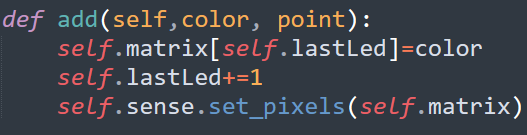 def add(self,color, point):
    self.matrix[self.lastLed]=color
    self.lastLed+=1
    self.sense.set_pixels(self.matrix)